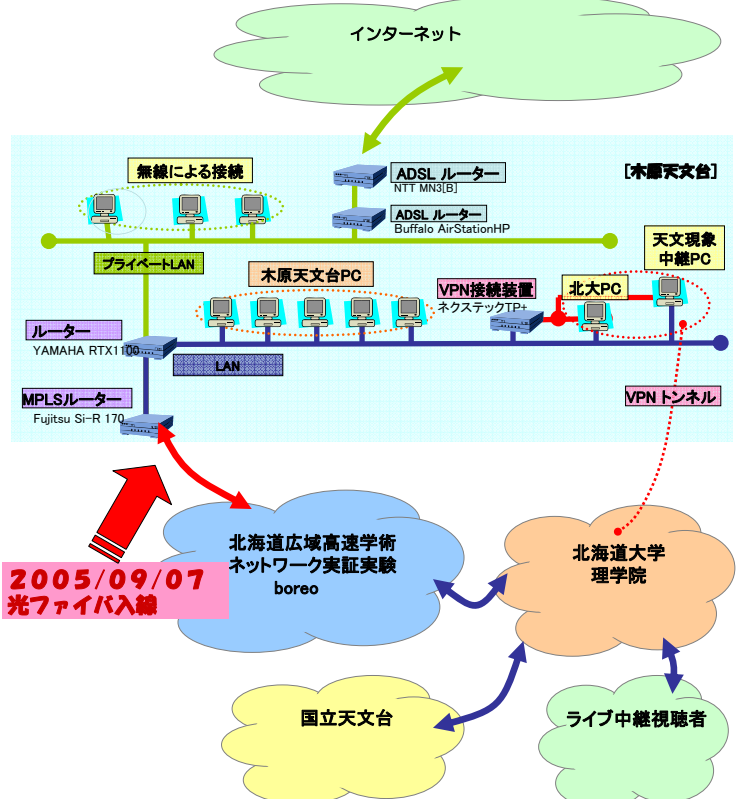 インターネット
無線による接続
ADSL ルーター
NTT MN3[B]
[木原天文台]
ADSL ルーター
Buffalo AirStationHP
天文現象
中継PC
プライベートLAN
木原天文台PC
VPN接続装置
ネクステックTP+
北大PC
ルーター
YAMAHA RTX1100
LAN
MPLSルーター
Fujitsu Si-R 170
VPN トンネル
北海道広域高速学術
ネットワーク実証実験
boreo
北海道大学
理学院
2005/09/07
光ファイバ入線
国立天文台
ライブ中継視聴者